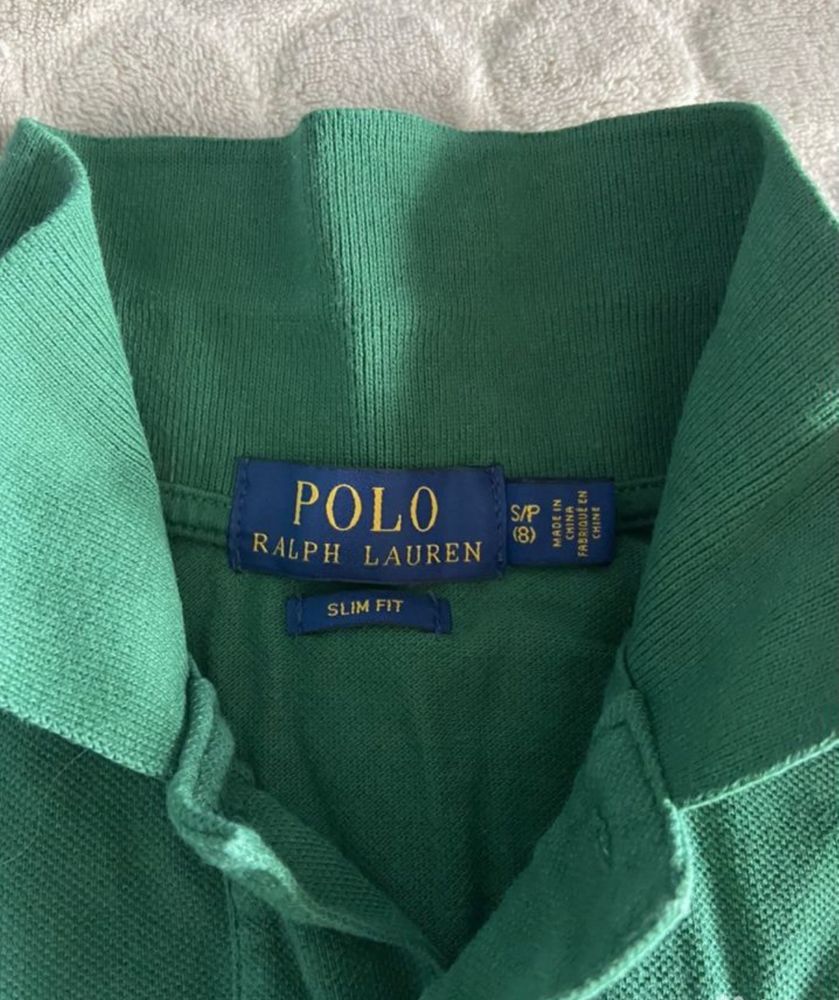 POLO
RALPH LAUREN
S/P
(8)
MADE IN
CHINA
FABRIQUÉ EN
CHINE
SLIM FIT